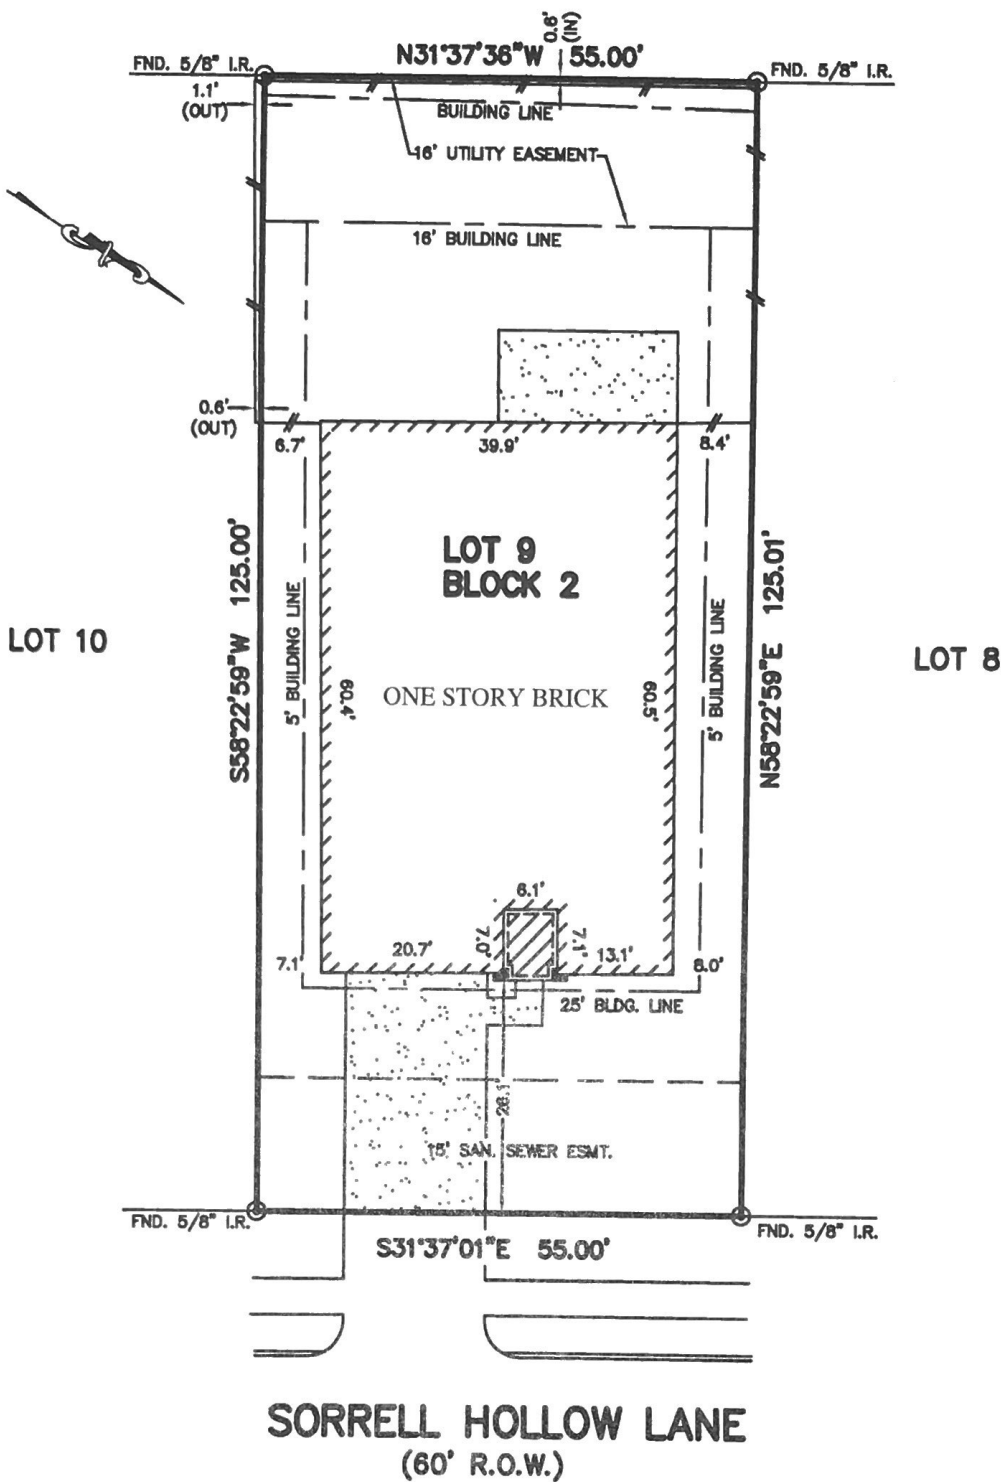 0.6'
(IN)
N31°37'36"W 55.00'
FND. 5/8" I.R.
FND. 5/8" I.R.
1.1'
(OUT)
BUILDING LINE
16' UTILITY EASEMENT
16' BUILDING LINE
0.6'
(OUT)
6.7'
39.9'
8.4'
LOT 9
BLOCK 2
S58°22'59"W 125.00'
N58°22'59"E 125.01'
5' BUILDING LINE
5' BUILDING LINE
LOT 10
LOT 8
60.4'
ONE STORY BRICK
60.5'
6.1'
7.0'
7.1'
20.7'
13.1'
7.1'
8.0'
25' BLDG. LINE
26.1'
15' SAN. SEWER ESMT.
FND. 5/8" I.R.
FND. 5/8" I.R.
S31°37'01"E 55.00'
SORRELL HOLLOW LANE
(60' R.O.W.)